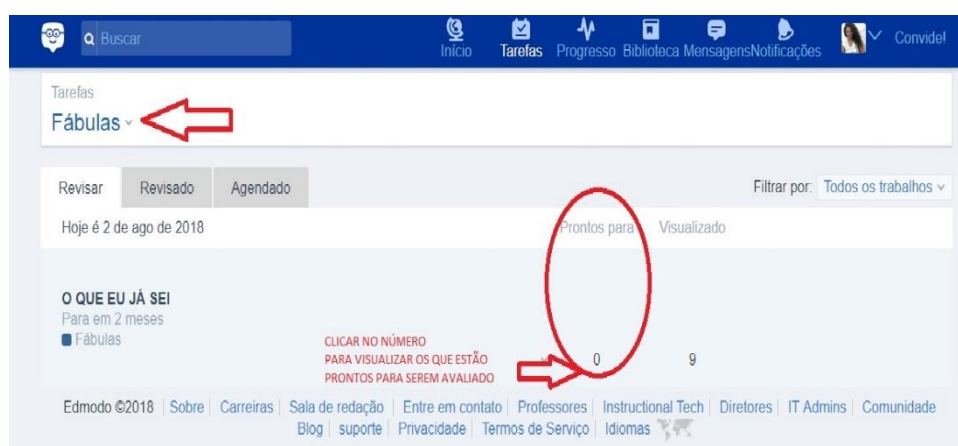 Buscar
Início Tarefas Progresso Biblioteca Mensagens Notificações Convide!
Tarefas
Fábulas
Revisar Revisado Agendado Filtrar por: Todos os trabalhos
Hoje é 2 de ago de 2018 Prontos para Visualizado
O QUE EU JÁ SEI
Para em 2 meses
Fábulas
CLICAR NO NÚMERO
PARA VISUALIZAR OS QUE ESTÃO 0 9
PRONTOS PARA SEREM AVALIADO
Edmodo ©2018 Sobre Carreiras Sala de redação Entre em contato Professores Instructional Tech Diretores IT Admins Comunidade
Blog suporte Privacidade Termos de Serviço Idiomas